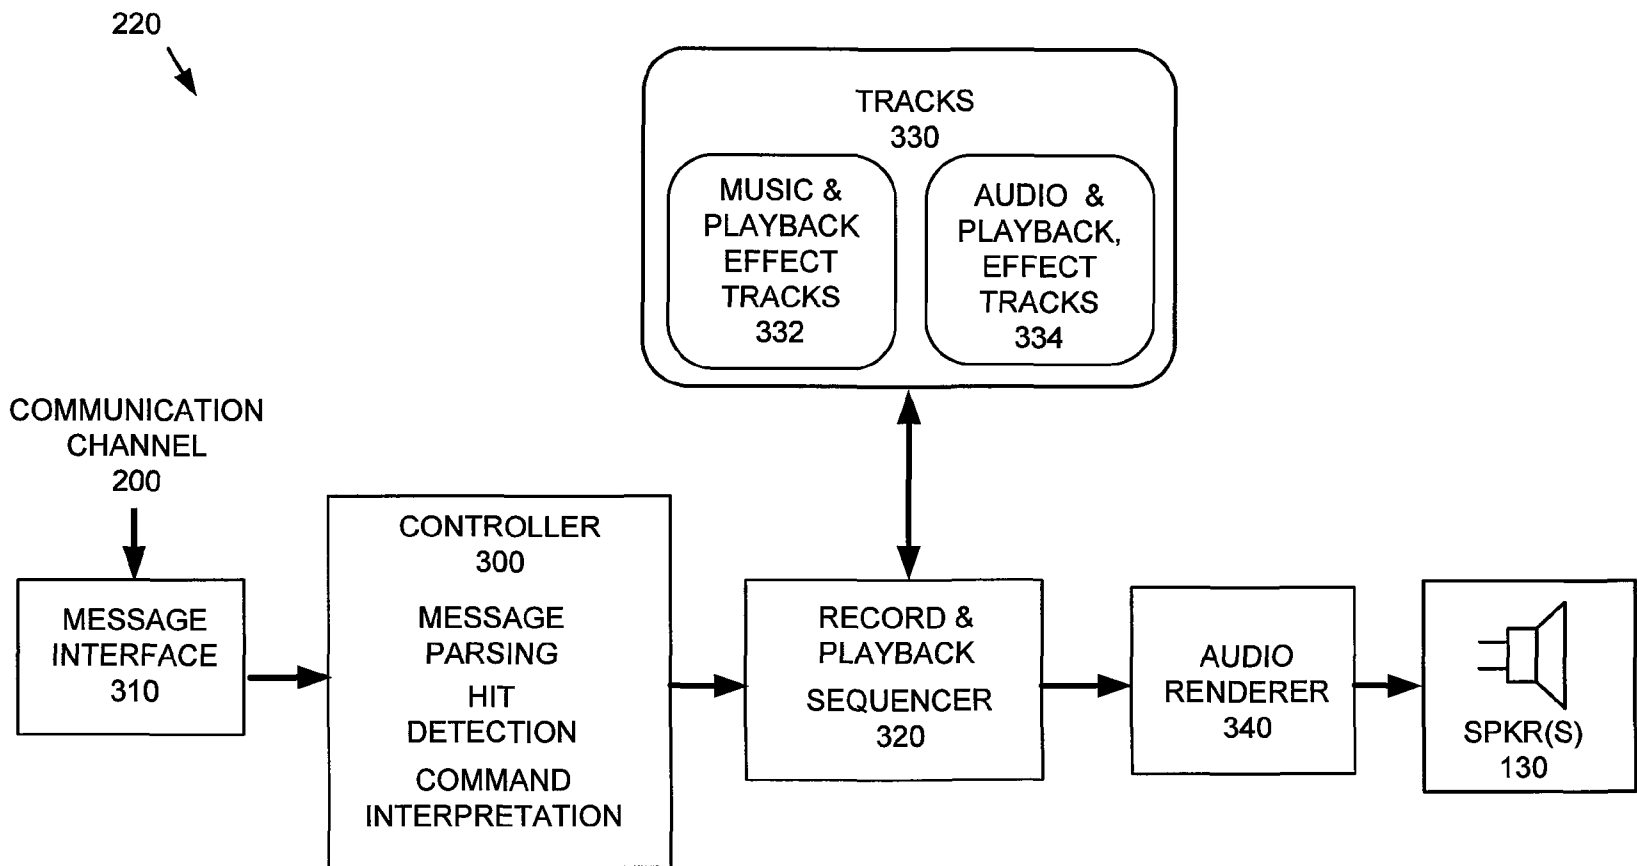 220
TRACKS
330
MUSIC &
PLAYBACK
EFFECT
TRACKS
332
AUDIO &
PLAYBACK,
EFFECT
TRACKS
334
COMMUNICATION
CHANNEL
200
MESSAGE
INTERFACE
310
CONTROLLER
300
MESSAGE
PARSING
HIT
DETECTION
COMMAND
INTERPRETATION
RECORD &
PLAYBACK
SEQUENCER
320
AUDIO
RENDERER
340
SPKR(S)
130